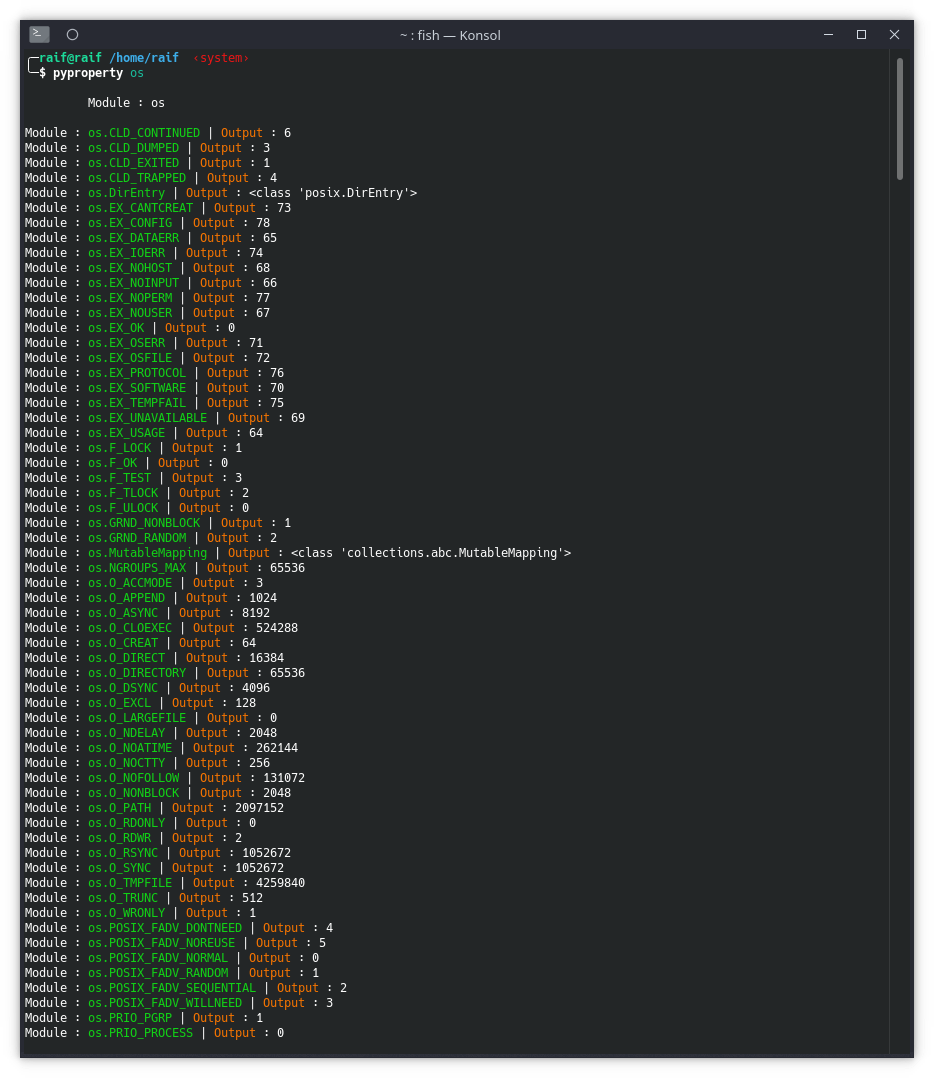 ~ : fish — Konsol
╭─raif@raif /home/raif ‹system›
╰─$ pyproperty os
Module : os
Module : os.CLD_CONTINUED | Output : 6
Module : os.CLD_DUMPED | Output : 3
Module : os.CLD_EXITED | Output : 1
Module : os.CLD_TRAPPED | Output : 4
Module : os.DirEntry | Output : <class 'posix.DirEntry'>
Module : os.EX_CANTCREAT | Output : 73
Module : os.EX_CONFIG | Output : 78
Module : os.EX_DATAERR | Output : 65
Module : os.EX_IOERR | Output : 74
Module : os.EX_NOHOST | Output : 68
Module : os.EX_NOINPUT | Output : 66
Module : os.EX_NOPERM | Output : 77
Module : os.EX_NOUSER | Output : 67
Module : os.EX_OK | Output : 0
Module : os.EX_OSERR | Output : 71
Module : os.EX_OSFILE | Output : 72
Module : os.EX_PROTOCOL | Output : 76
Module : os.EX_SOFTWARE | Output : 70
Module : os.EX_TEMPFAIL | Output : 75
Module : os.EX_UNAVAILABLE | Output : 69
Module : os.EX_USAGE | Output : 64
Module : os.F_LOCK | Output : 1
Module : os.F_OK | Output : 0
Module : os.F_TEST | Output : 3
Module : os.F_TLOCK | Output : 2
Module : os.F_ULOCK | Output : 0
Module : os.GRND_NONBLOCK | Output : 1
Module : os.GRND_RANDOM | Output : 2
Module : os.MutableMapping | Output : <class 'collections.abc.MutableMapping'>
Module : os.NGROUPS_MAX | Output : 65536
Module : os.O_ACCMODE | Output : 3
Module : os.O_APPEND | Output : 1024
Module : os.O_ASYNC | Output : 8192
Module : os.O_CLOEXEC | Output : 524288
Module : os.O_CREAT | Output : 64
Module : os.O_DIRECT | Output : 16384
Module : os.O_DIRECTORY | Output : 65536
Module : os.O_DSYNC | Output : 4096
Module : os.O_EXCL | Output : 128
Module : os.O_LARGEFILE | Output : 0
Module : os.O_NDELAY | Output : 2048
Module : os.O_NOATIME | Output : 262144
Module : os.O_NOCTTY | Output : 256
Module : os.O_NOFOLLOW | Output : 131072
Module : os.O_NONBLOCK | Output : 2048
Module : os.O_PATH | Output : 2097152
Module : os.O_RDONLY | Output : 0
Module : os.O_RDWR | Output : 2
Module : os.O_RSYNC | Output : 1052672
Module : os.O_SYNC | Output : 1052672
Module : os.O_TMPFILE | Output : 4259840
Module : os.O_TRUNC | Output : 512
Module : os.O_WRONLY | Output : 1
Module : os.POSIX_FADV_DONTNEED | Output : 4
Module : os.POSIX_FADV_NOREUSE | Output : 5
Module : os.POSIX_FADV_NORMAL | Output : 0
Module : os.POSIX_FADV_RANDOM | Output : 1
Module : os.POSIX_FADV_SEQUENTIAL | Output : 2
Module : os.POSIX_FADV_WILLNEED | Output : 3
Module : os.PRIO_PGRP | Output : 1
Module : os.PRIO_PROCESS | Output : 0